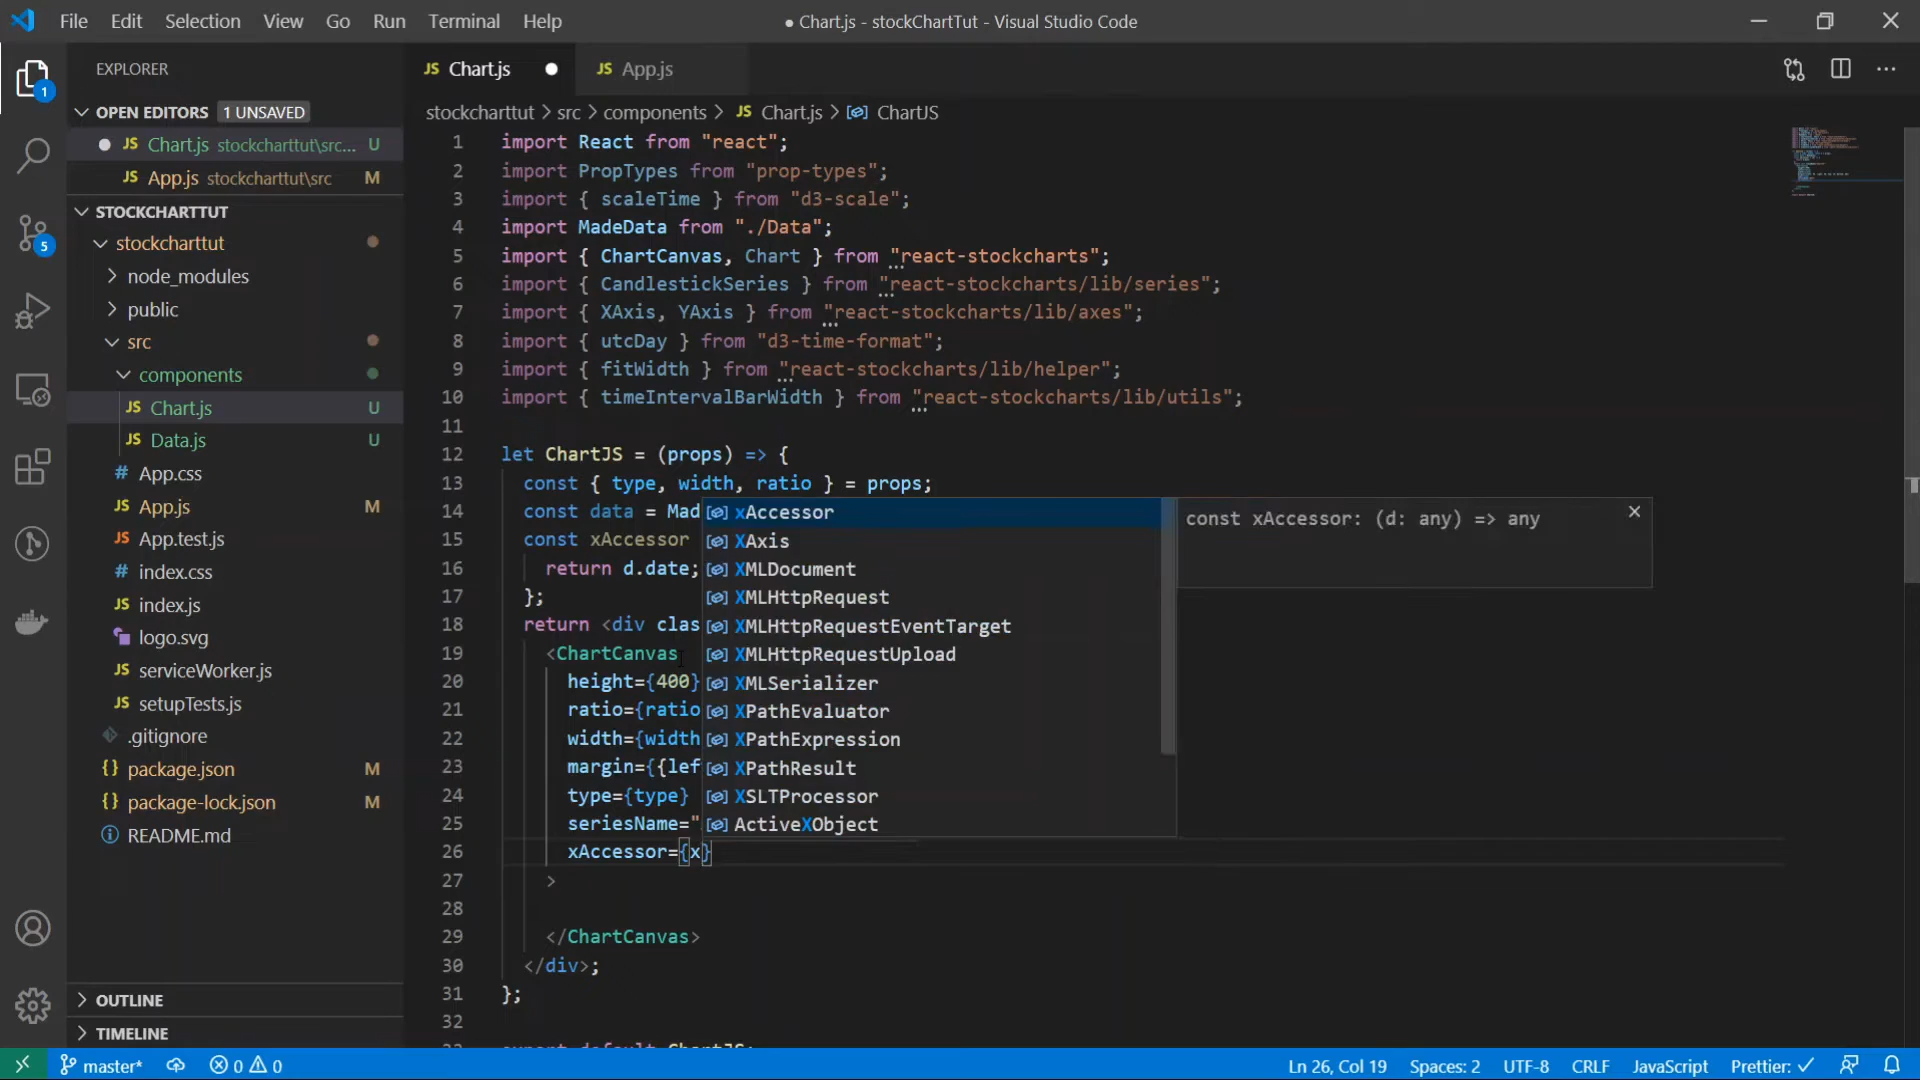 File Edit Selection View Go Run Terminal Help
● Chart.js - stockChartTut - Visual Studio Code
EXPLORER
1
OPEN EDITORS 1 UNSAVED
JS Chart.js stockcharttut\src... U
JS App.js stockcharttut\src M
STOCKCHARTTUT
stockcharttut
node_modules
public
src
components
JS Chart.js U
JS Data.js U
# App.css
JS App.js M
JS App.test.js
# index.css
JS index.js
logo.svg
JS serviceWorker.js
JS setupTests.js
.gitignore
{} package.json M
{} package-lock.json M
README.md
OUTLINE
TIMELINE
5
JS Chart.js
JS App.js
stockcharttut > src > components > JS Chart.js > ChartJS
1 import React from "react";
2 import PropTypes from "prop-types";
3 import { scaleTime } from "d3-scale";
4 import MadeData from "./Data";
5 import { ChartCanvas, Chart } from "react-stockcharts";
6 import { CandlestickSeries } from "react-stockcharts/lib/series";
7 import { XAxis, YAxis } from "react-stockcharts/lib/axes";
8 import { utcDay } from "d3-time-format";
9 import { fitWidth } from "react-stockcharts/lib/helper";
10 import { timeIntervalBarWidth } from "react-stockcharts/lib/utils";
11
12 let ChartJS = (props) => {
13 const { type, width, ratio } = props;
14 const data = Mad
15 const xAccessor
16 return d.date;
17 };
18 return <div clas
19 <ChartCanvas
20 height={400}
21 ratio={ratio
22 width={width
23 margin={{lef
24 type={type}
25 seriesName="
26 xAccessor={x}
27 >
28
29 </ChartCanvas>
30 </div>;
31 };
32
xAccessor
XAxis
XMLDocument
XMLHttpRequest
XMLHttpRequestEventTarget
XMLHttpRequestUpload
XMLSerializer
XPathEvaluator
XPathExpression
XPathResult
XSLTProcessor
ActiveXObject
const xAccessor: (d: any) => any
master* 0 0
Ln 26, Col 19 Spaces: 2 UTF-8 CRLF JavaScript Prettier: ✓